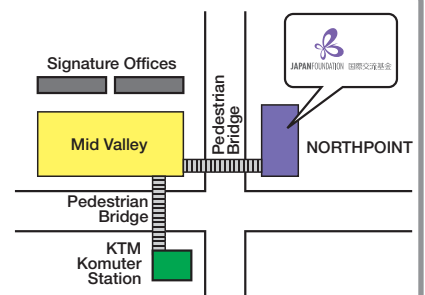 JAPANFOUNDATION 国際交流基金
Signature Offices
Mid Valley
Pedestrian
Bridge
NORTHPOINT
Pedestrian
Bridge
KTM
Komuter
Station